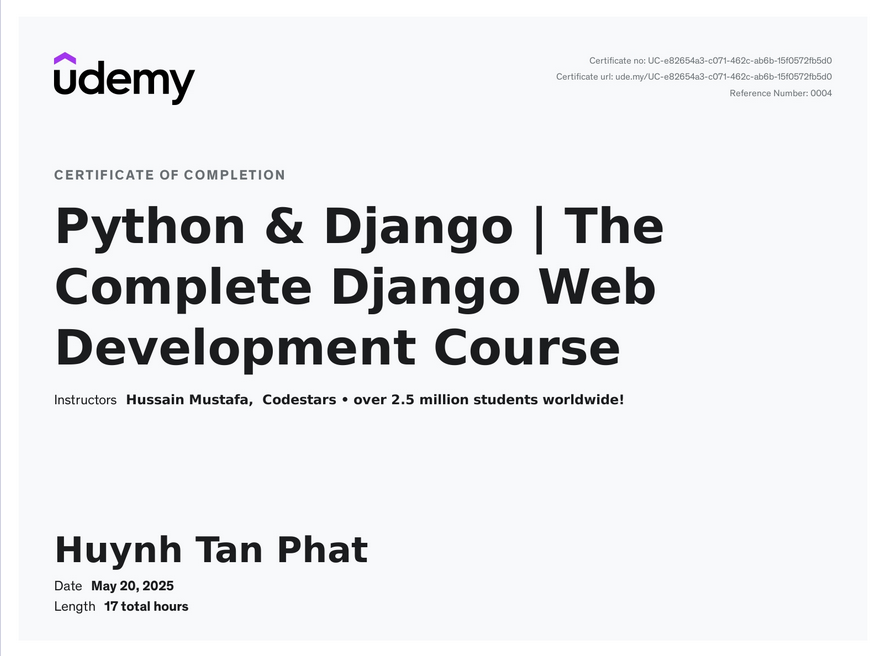 udemy
Certificate no: UC-e82654a3-c071-462c-ab6b-15f0572fb5d0
Certificate url: ude.my/UC-e82654a3-c071-462c-ab6b-15f0572fb5d0
Reference Number: 0004
CERTIFICATE OF COMPLETION
Python & Django | The
Complete Django Web
Development Course
Instructors Hussain Mustafa, Codestars • over 2.5 million students worldwide!
Huynh Tan Phat
Date May 20, 2025
Length 17 total hours